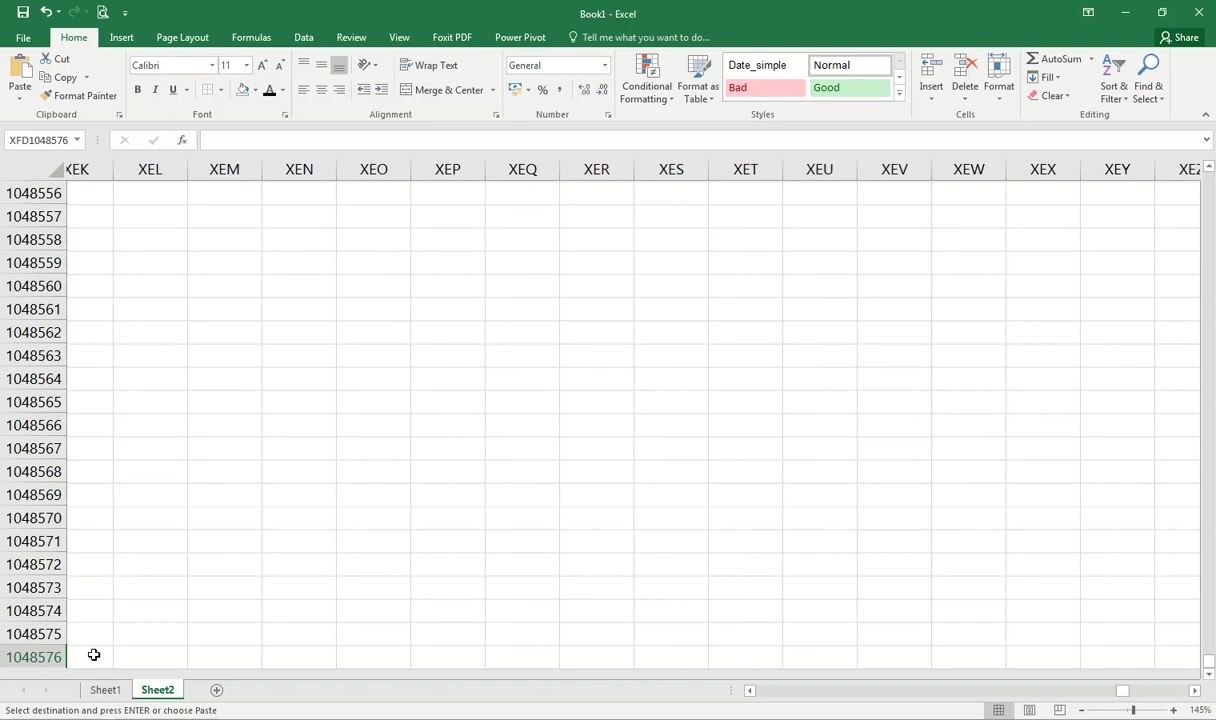 Book1 - Excel
File Home Insert Page Layout Formulas Data Review View Foxit PDF Power Pivot Tell me what you want to do... Share
Paste
Cut
Copy
Format Painter
Clipboard
Calibri 11
B I U
Font
Wrap Text
Merge & Center
Alignment
General
Number
Conditional Formatting
Format as Table
Date_simple Normal
Bad Good
Styles
Insert Delete Format
Cells
AutoSum
Fill
Clear
Sort & Filter
Find & Select
Editing
XFD1048576 fx
XEK XEL XEM XEN XEO XEP XEQ XER XES XET XEU XEV XEW XEX XEY XEZ
1048556
1048557
1048558
1048559
1048560
1048561
1048562
1048563
1048564
1048565
1048566
1048567
1048568
1048569
1048570
1048571
1048572
1048573
1048574
1048575
1048576
Sheet1 Sheet2
Select destination and press ENTER or choose Paste 145%